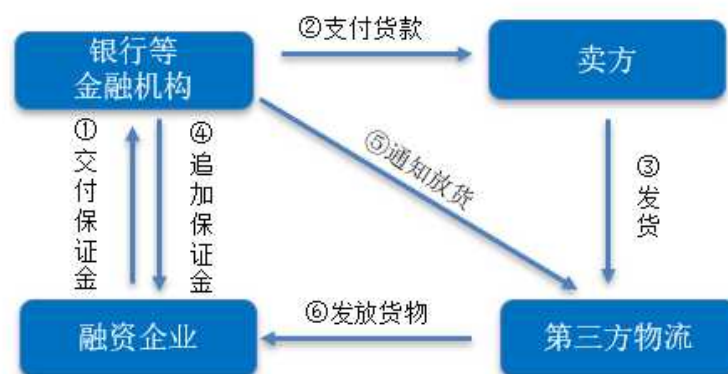 银行等
金融机构
②支付货款
卖方
①交付保证金
④追加保证金
⑤通知放货
③发货
融资企业
⑥发放货物
第三方物流